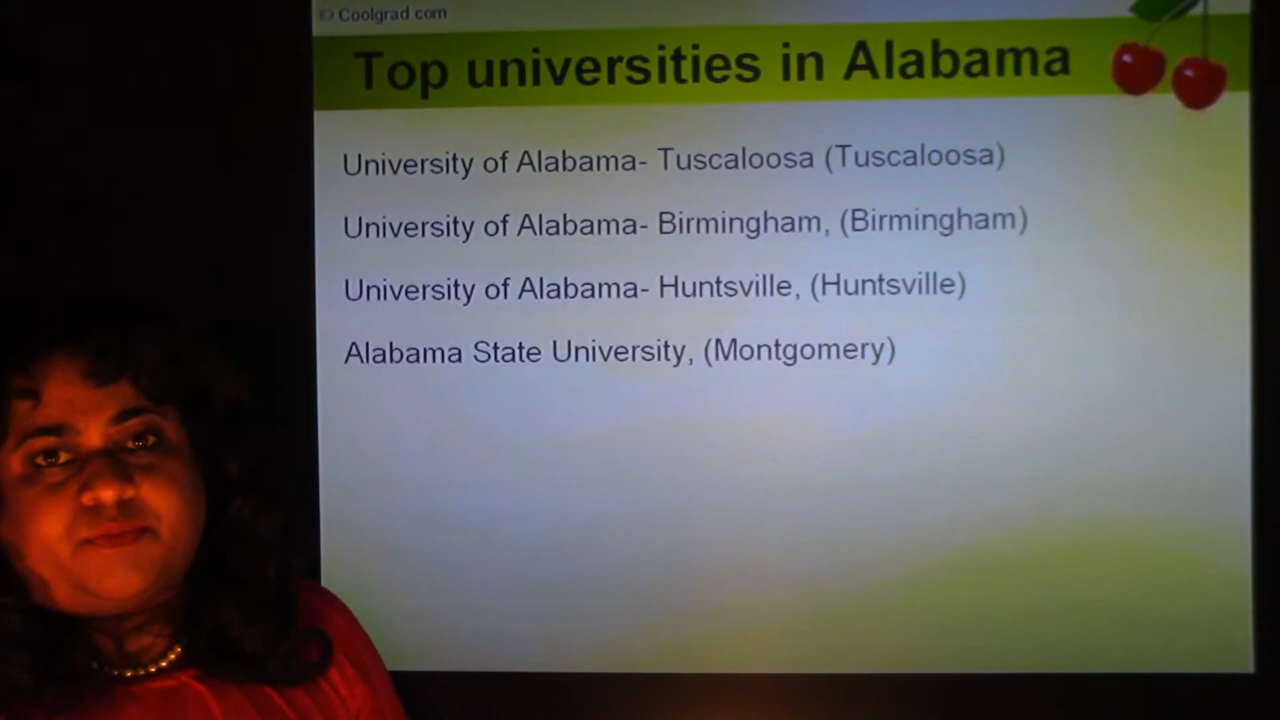 © Coolgrad.com
Top universities in Alabama
University of Alabama- Tuscaloosa (Tuscaloosa)
University of Alabama- Birmingham, (Birmingham)
University of Alabama- Huntsville, (Huntsville)
Alabama State University, (Montgomery)